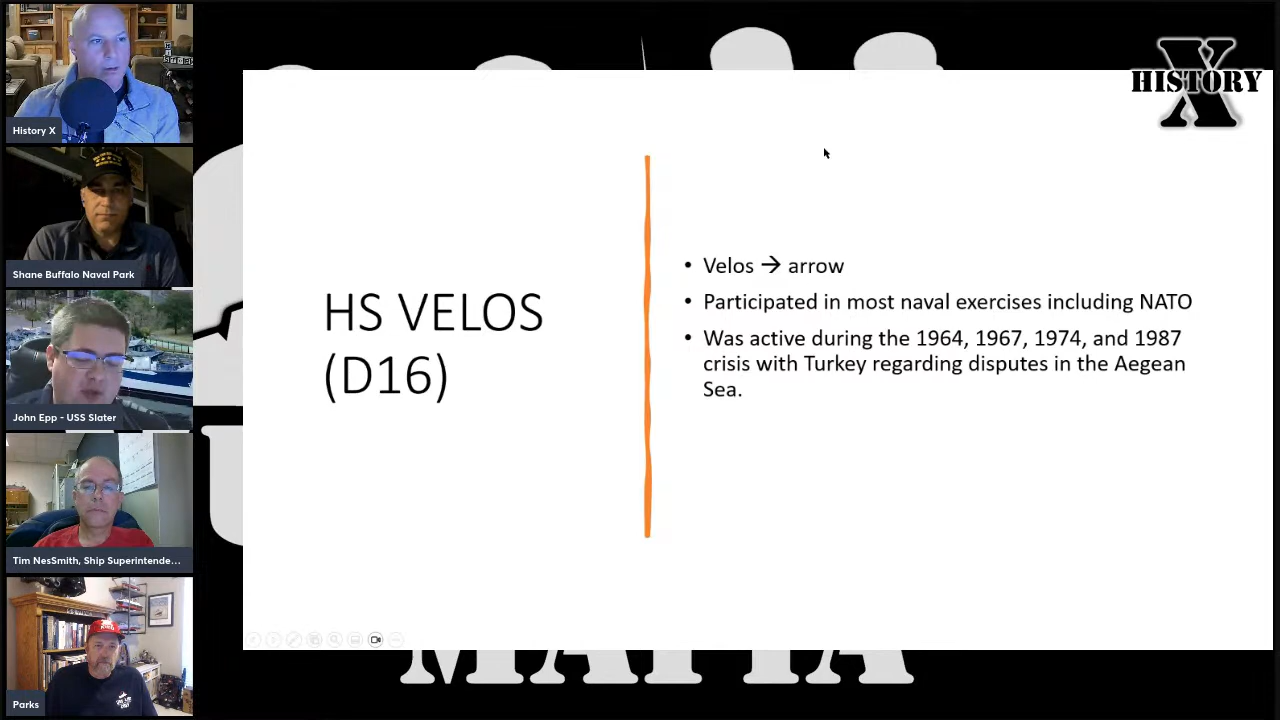 History X
Shane Buffalo Naval Park
John Epp - USS Slater
Tim NesSmith, Ship Superintende...
Parks
HISTORY
X
HS VELOS
(D16)
• Velos → arrow
• Participated in most naval exercises including NATO
• Was active during the 1964, 1967, 1974, and 1987
crisis with Turkey regarding disputes in the Aegean
Sea.
MAFIA